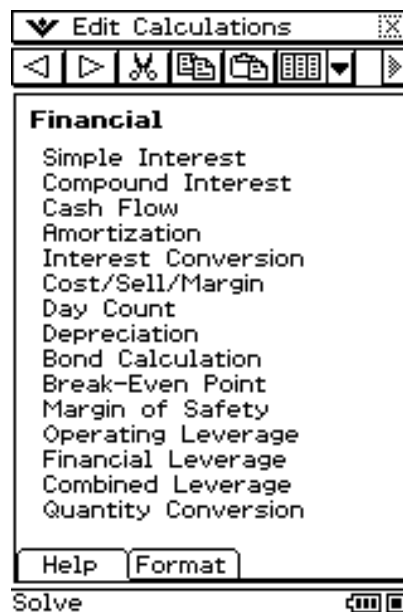 Edit Calculations
Financial
Simple Interest
Compound Interest
Cash Flow
Amortization
Interest Conversion
Cost/Sell/Margin
Day Count
Depreciation
Bond Calculation
Break-Even Point
Margin of Safety
Operating Leverage
Financial Leverage
Combined Leverage
Quantity Conversion
Help Format
Solve